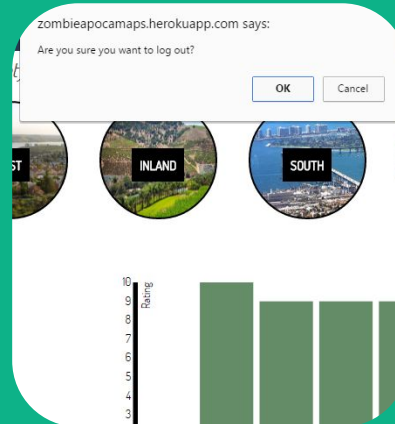 zombieapocamaps.herokuapp.com says:
Are you sure you want to log out?
OK
Cancel
INLAND
SOUTH
10
Rating
9
8
7
6
5
4
3